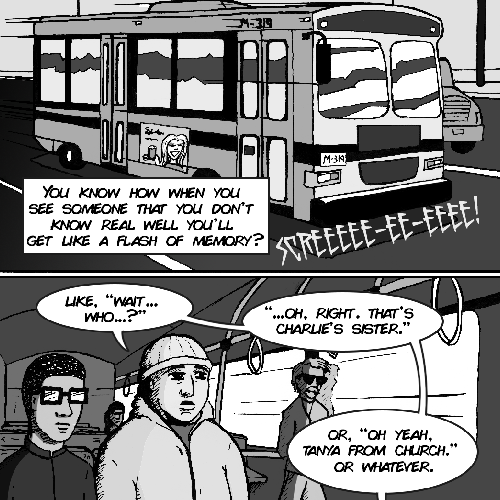 M-319
M-319
YOU KNOW HOW WHEN YOU
SEE SOMEONE THAT YOU DON'T
KNOW REAL WELL YOU'LL
GET LIKE A FLASH OF MEMORY?
SCREEEEE-EE-EEEE!
LIKE, "WAIT...
WHO...?"
"...OH, RIGHT. THAT'S
CHARLIE'S SISTER."
OR, "OH YEAH,
TANYA FROM CHURCH."
OR WHATEVER.